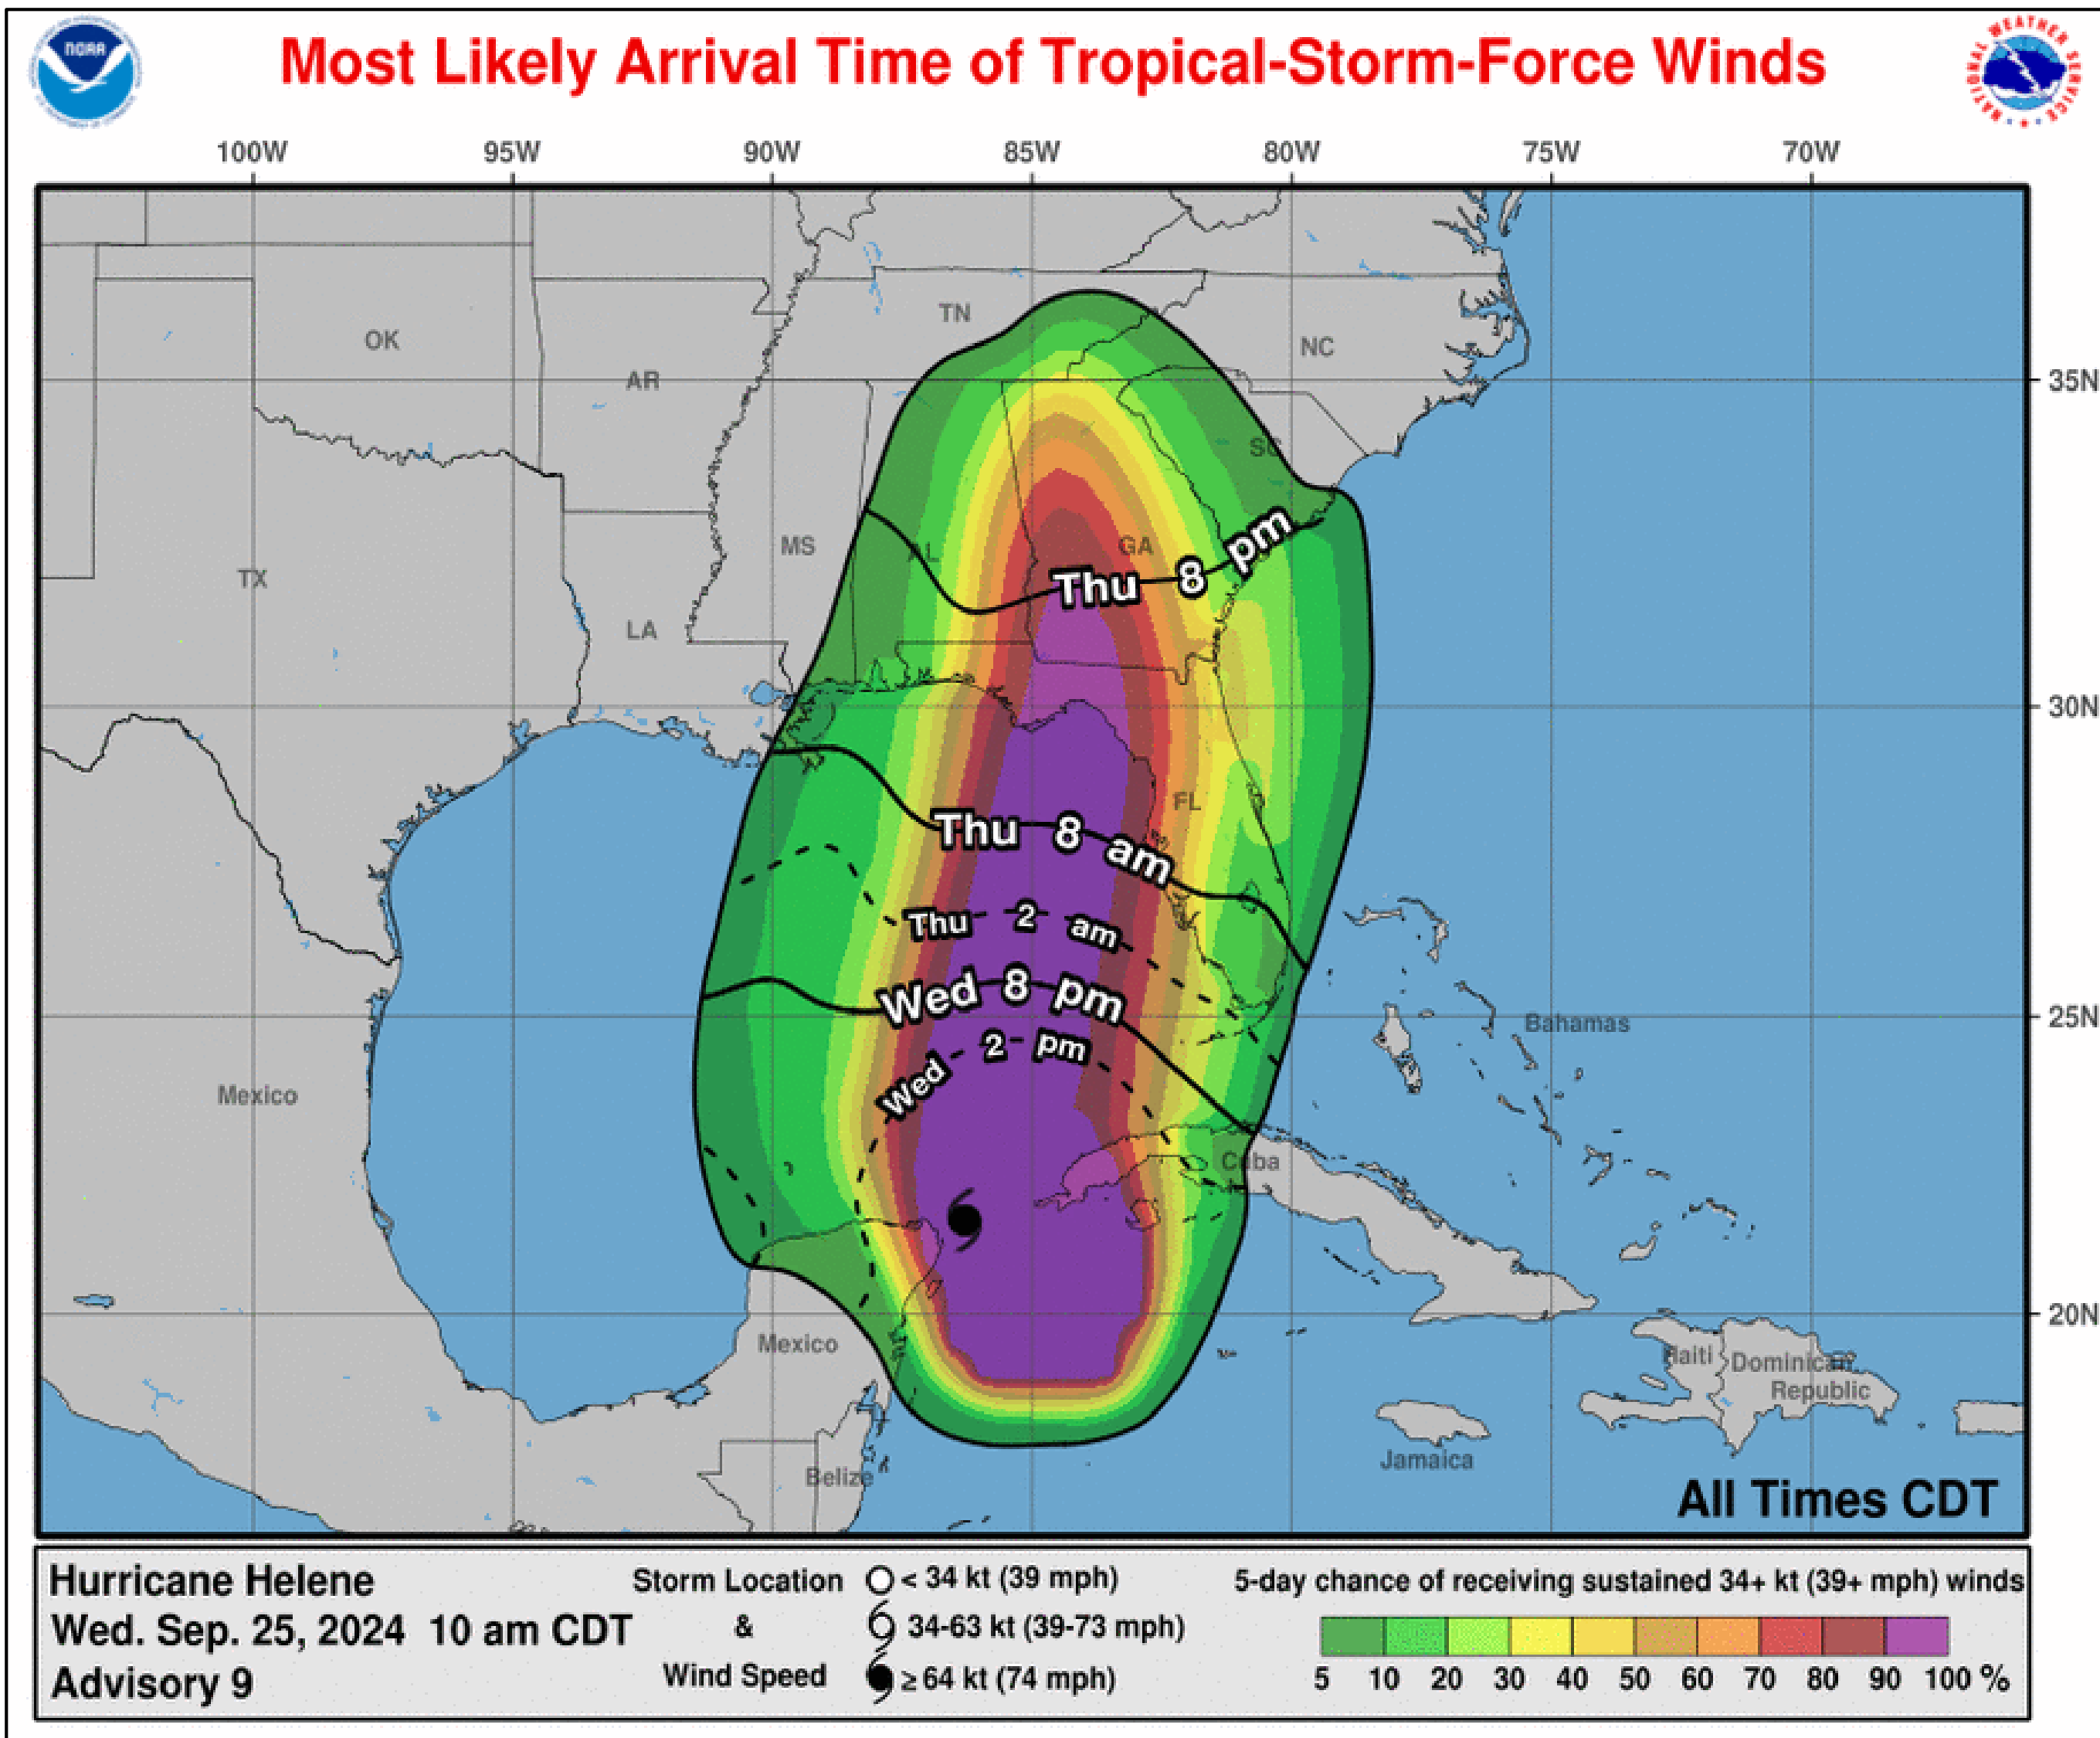 NOAA
Most Likely Arrival Time of Tropical-Storm-Force Winds
NATIONAL WEATHER SERVICE
100W 95W 90W 85W 80W 75W 70W
TN
OK
NC
AR
35N
SC
MS
AL
GA
Thu 8 pm
TX
LA
30N
FL
Thu 8 am
Thu 2 am
Wed 8 pm
25N
Bahamas
Wed 2 pm
Mexico
Cuba
20N
Mexico
Haiti
Dominican
Republic
Jamaica
Belize
All Times CDT
Hurricane Helene
Wed. Sep. 25, 2024 10 am CDT
Advisory 9
Storm Location
&
Wind Speed
< 34 kt (39 mph)
34-63 kt (39-73 mph)
≥ 64 kt (74 mph)
5-day chance of receiving sustained 34+ kt (39+ mph) winds
5 10 20 30 40 50 60 70 80 90 100 %